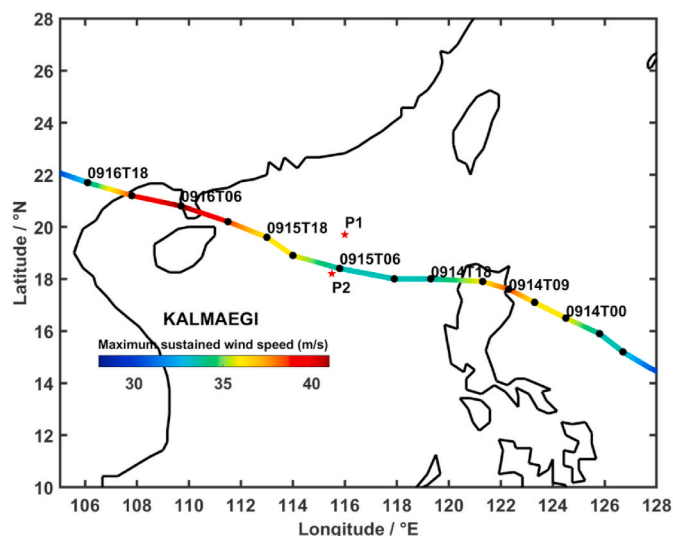 28
26
24
22
20
18
16
14
12
10
Latitude / °N
0916T18
0916T06
0915T18
P1
0915T06
P2
0914T18
0914T09
0914T00
KALMAEGI
Maximum sustained wind speed (m/s)
30 35 40
106 108 110 112 114 116 118 120 122 124 126 128
Longitude / °E